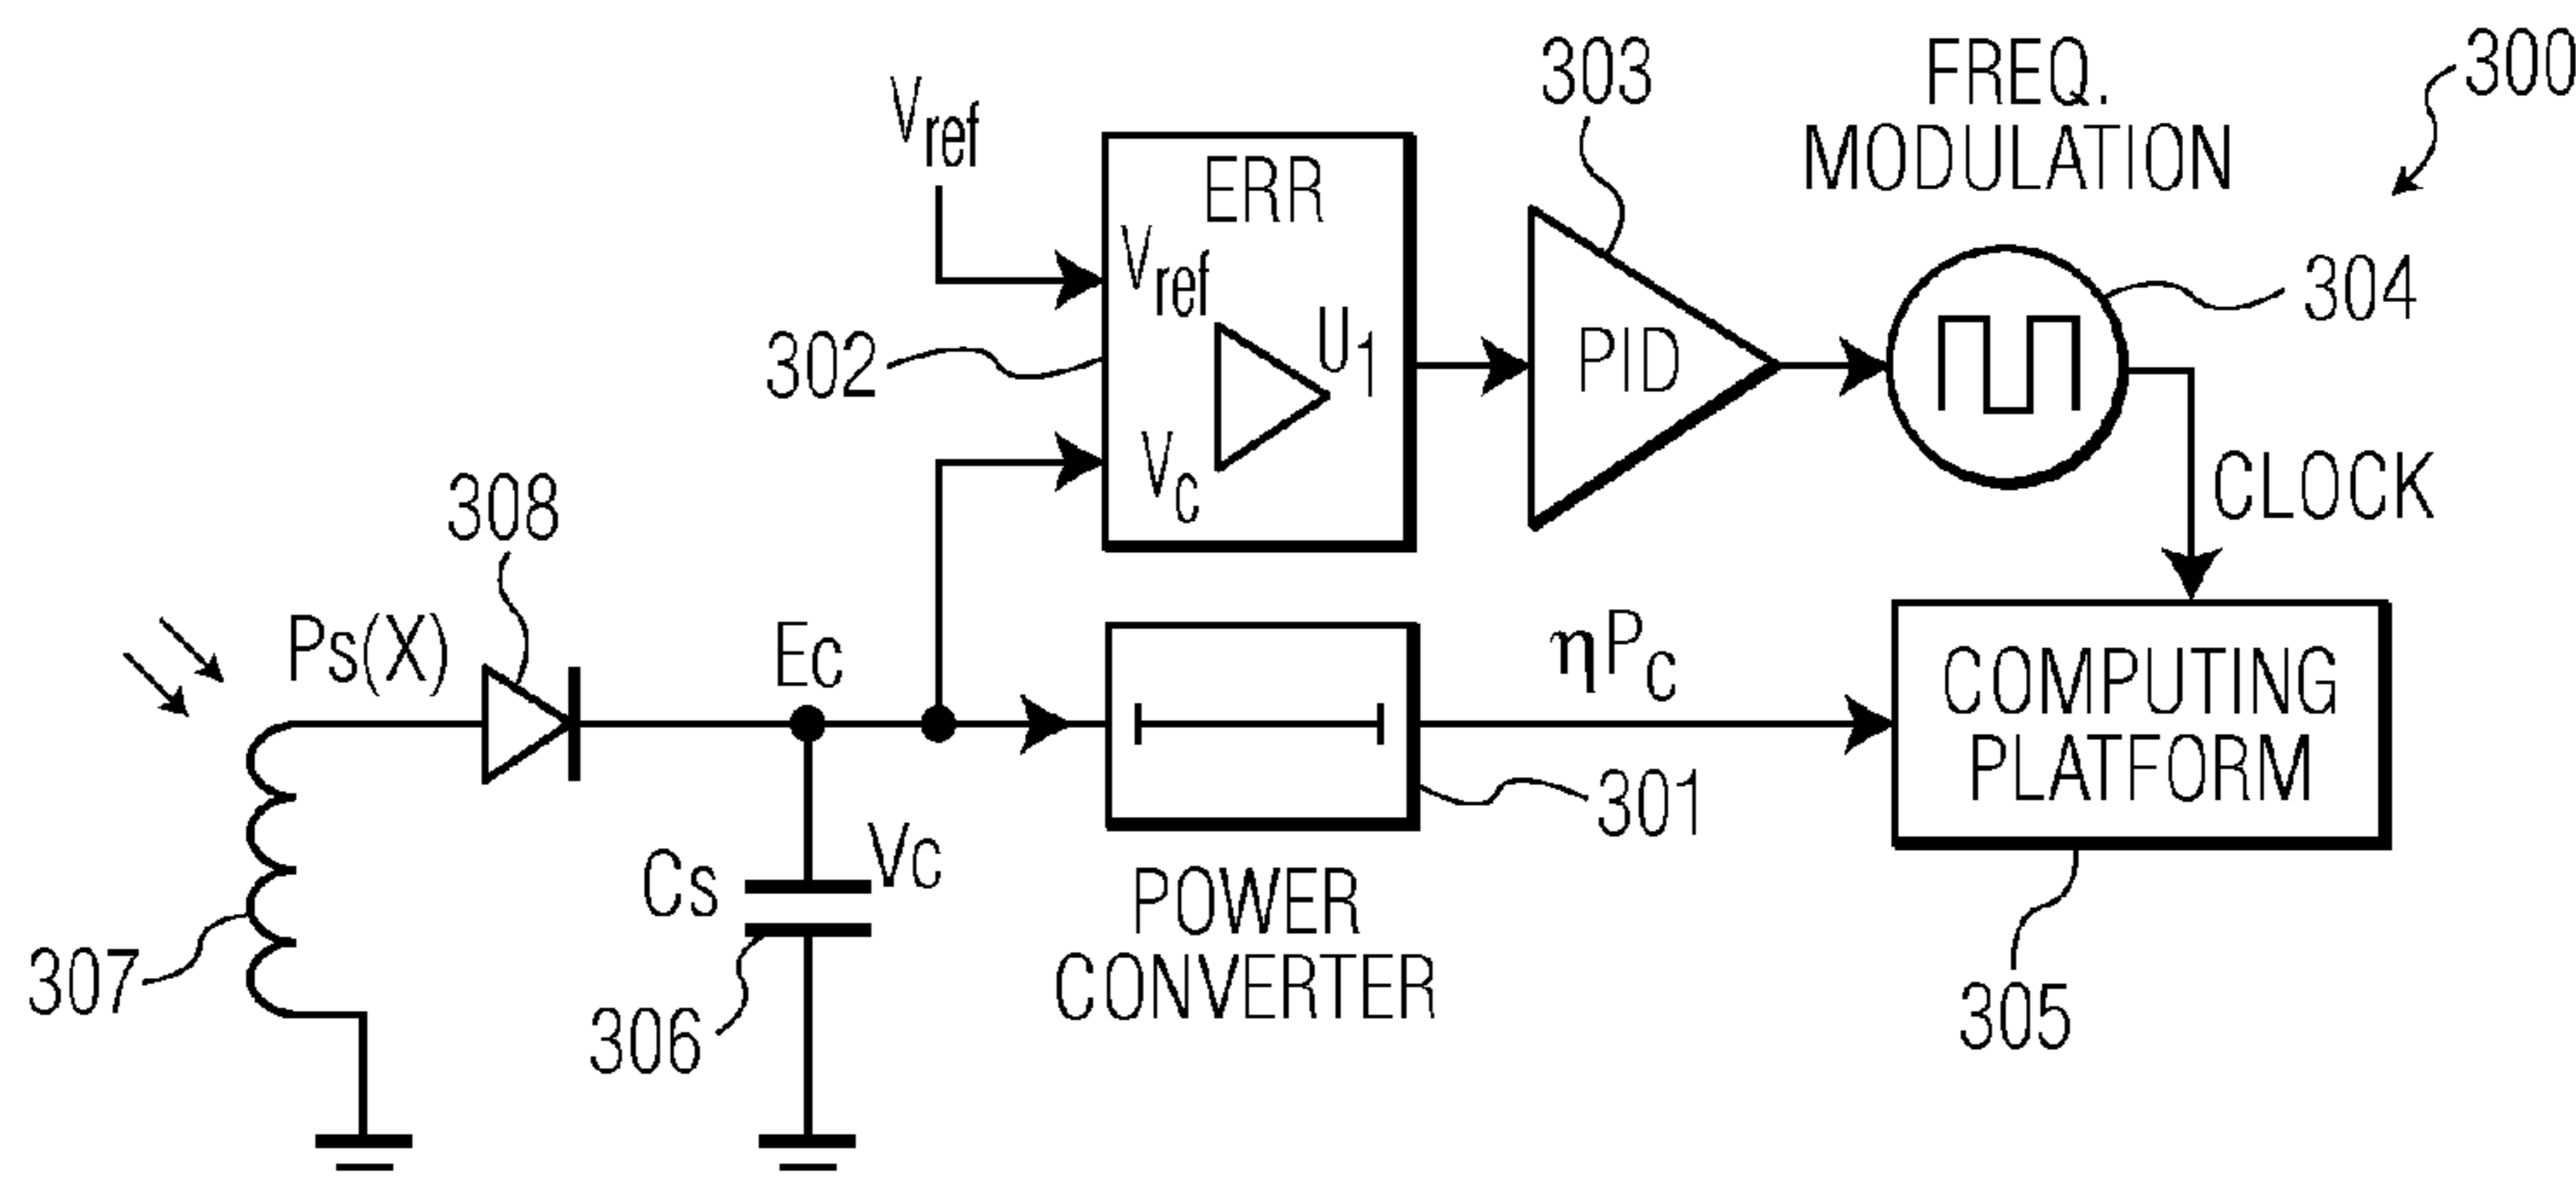 300
303
FREQ.
MODULATION
Vref
ERR
Vref
U1
302
PID
304
Vc
CLOCK
308
Ps(X)
Ec
ηPc
COMPUTING
PLATFORM
301
Cs
Vc
POWER
CONVERTER
307
306
305